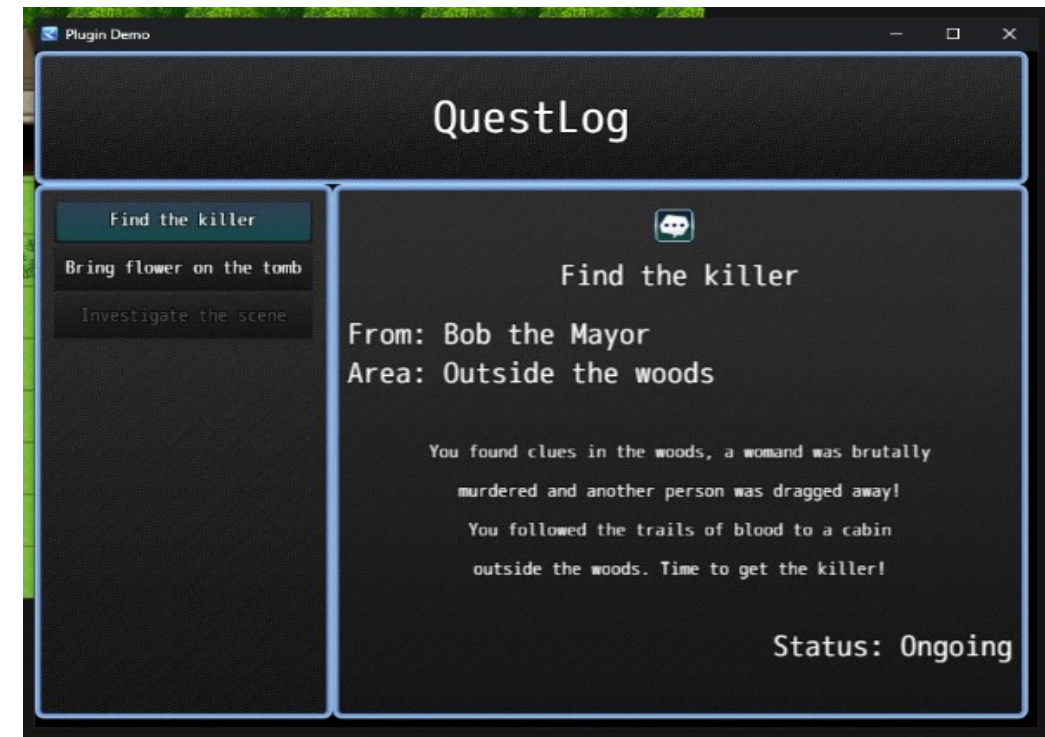 Plugin Demo
QuestLog
Find the killer
Bring flower on the tomb
Investigate the scene
Find the killer
From: Bob the Mayor
Area: Outside the woods
You found clues in the woods, a womand was brutally
murdered and another person was dragged away!
You followed the trails of blood to a cabin
outside the woods. Time to get the killer!
Status: Ongoing